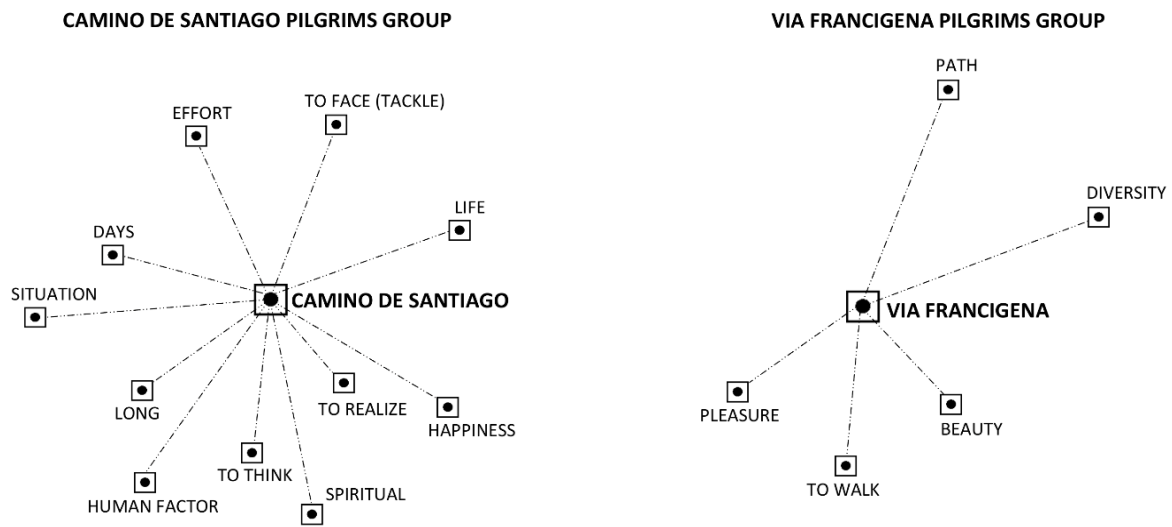 CAMINO DE SANTIAGO PILGRIMS GROUP
EFFORT
TO FACE (TACKLE)
LIFE
DAYS
SITUATION
CAMINO DE SANTIAGO
LONG
TO REALIZE
HAPPINESS
TO THINK
HUMAN FACTOR
SPIRITUAL
VIA FRANCIGENA PILGRIMS GROUP
PATH
DIVERSITY
VIA FRANCIGENA
PLEASURE
BEAUTY
TO WALK